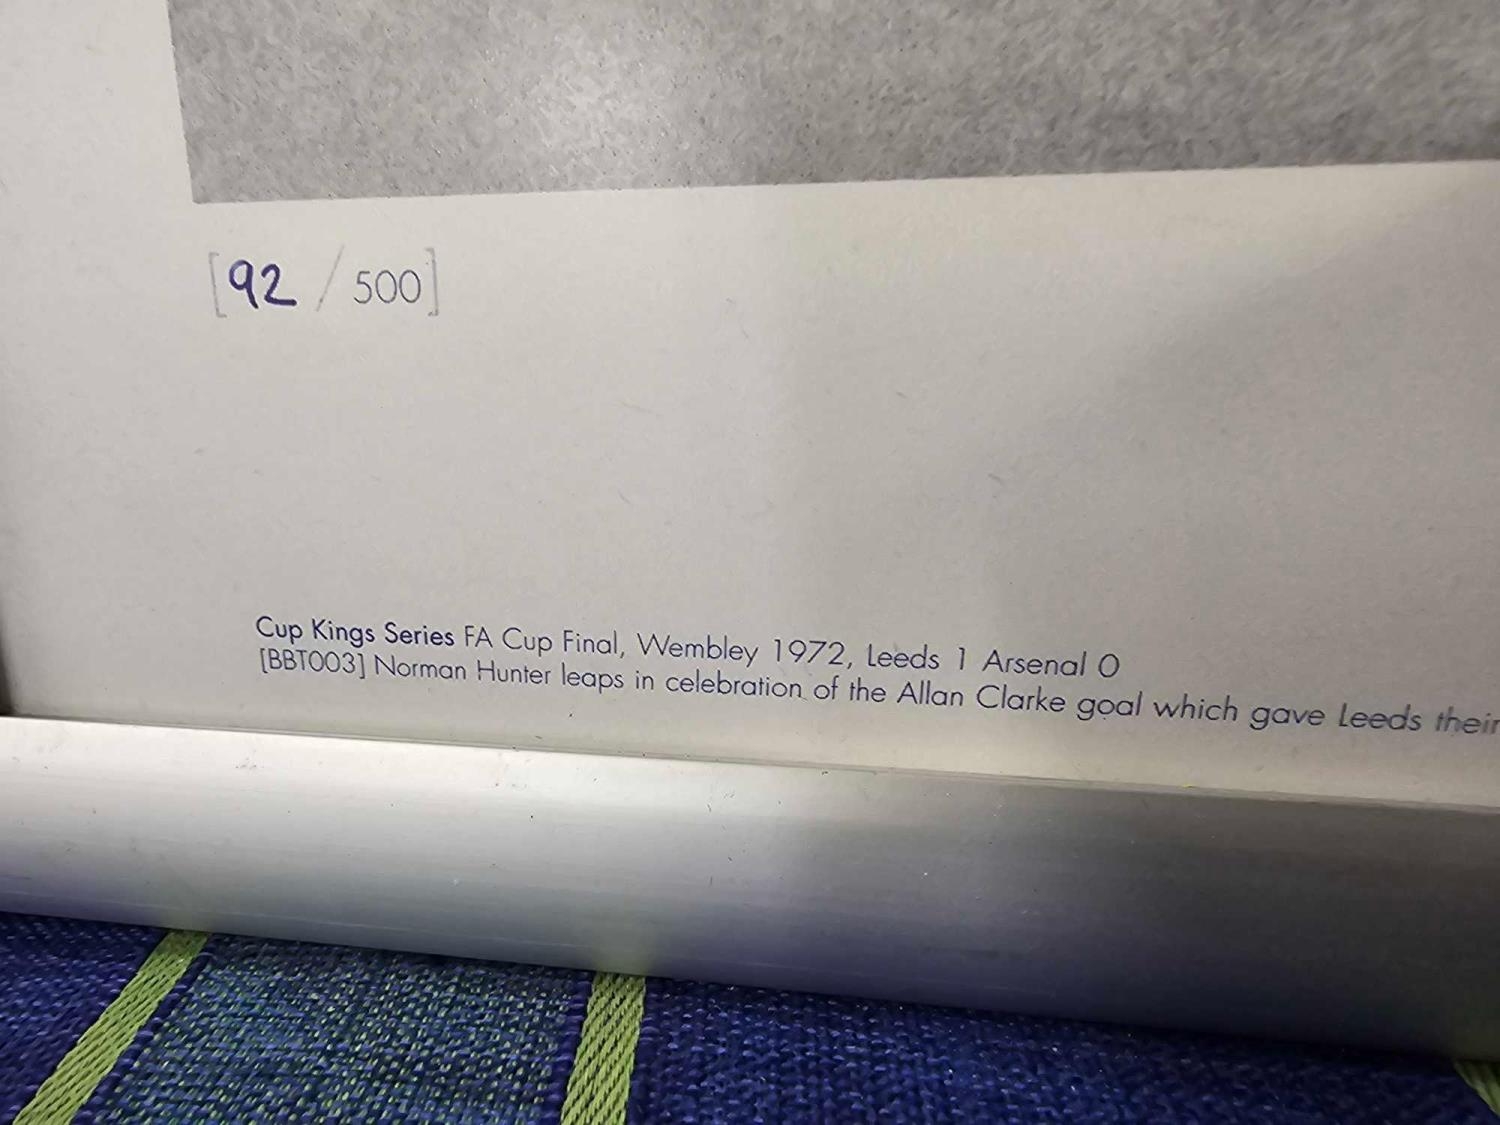 [92 / 500]
Cup Kings Series FA Cup Final, Wembley 1972, Leeds 1 Arsenal 0
[BBT003] Norman Hunter leaps in celebration of the Allan Clarke goal which gave Leeds their